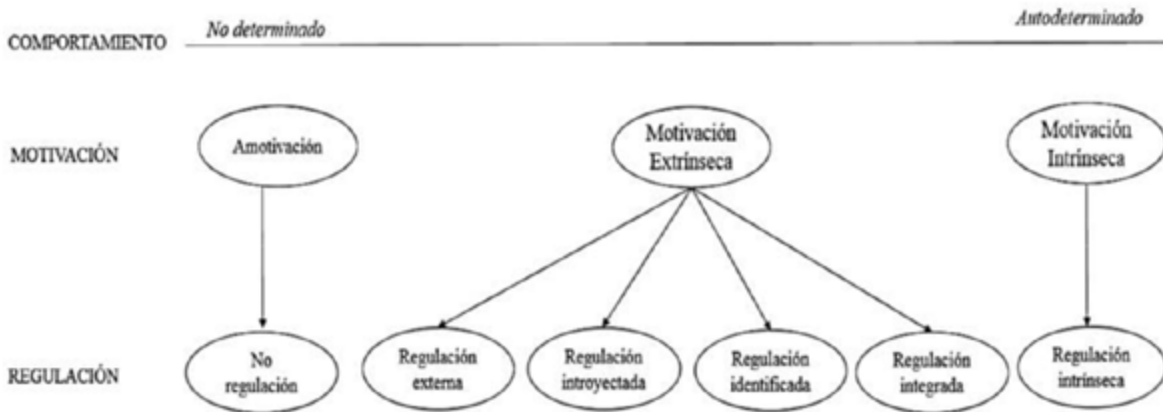 No determinado
Autodeterminado
COMPORTAMIENTO
MOTIVACIÓN
Amotivación
Motivación
Extrínseca
Motivación
Intrínseca
REGULACIÓN
No
regulación
Regulación
externa
Regulación
introyectada
Regulación
identificada
Regulación
integrada
Regulación
intrínseca